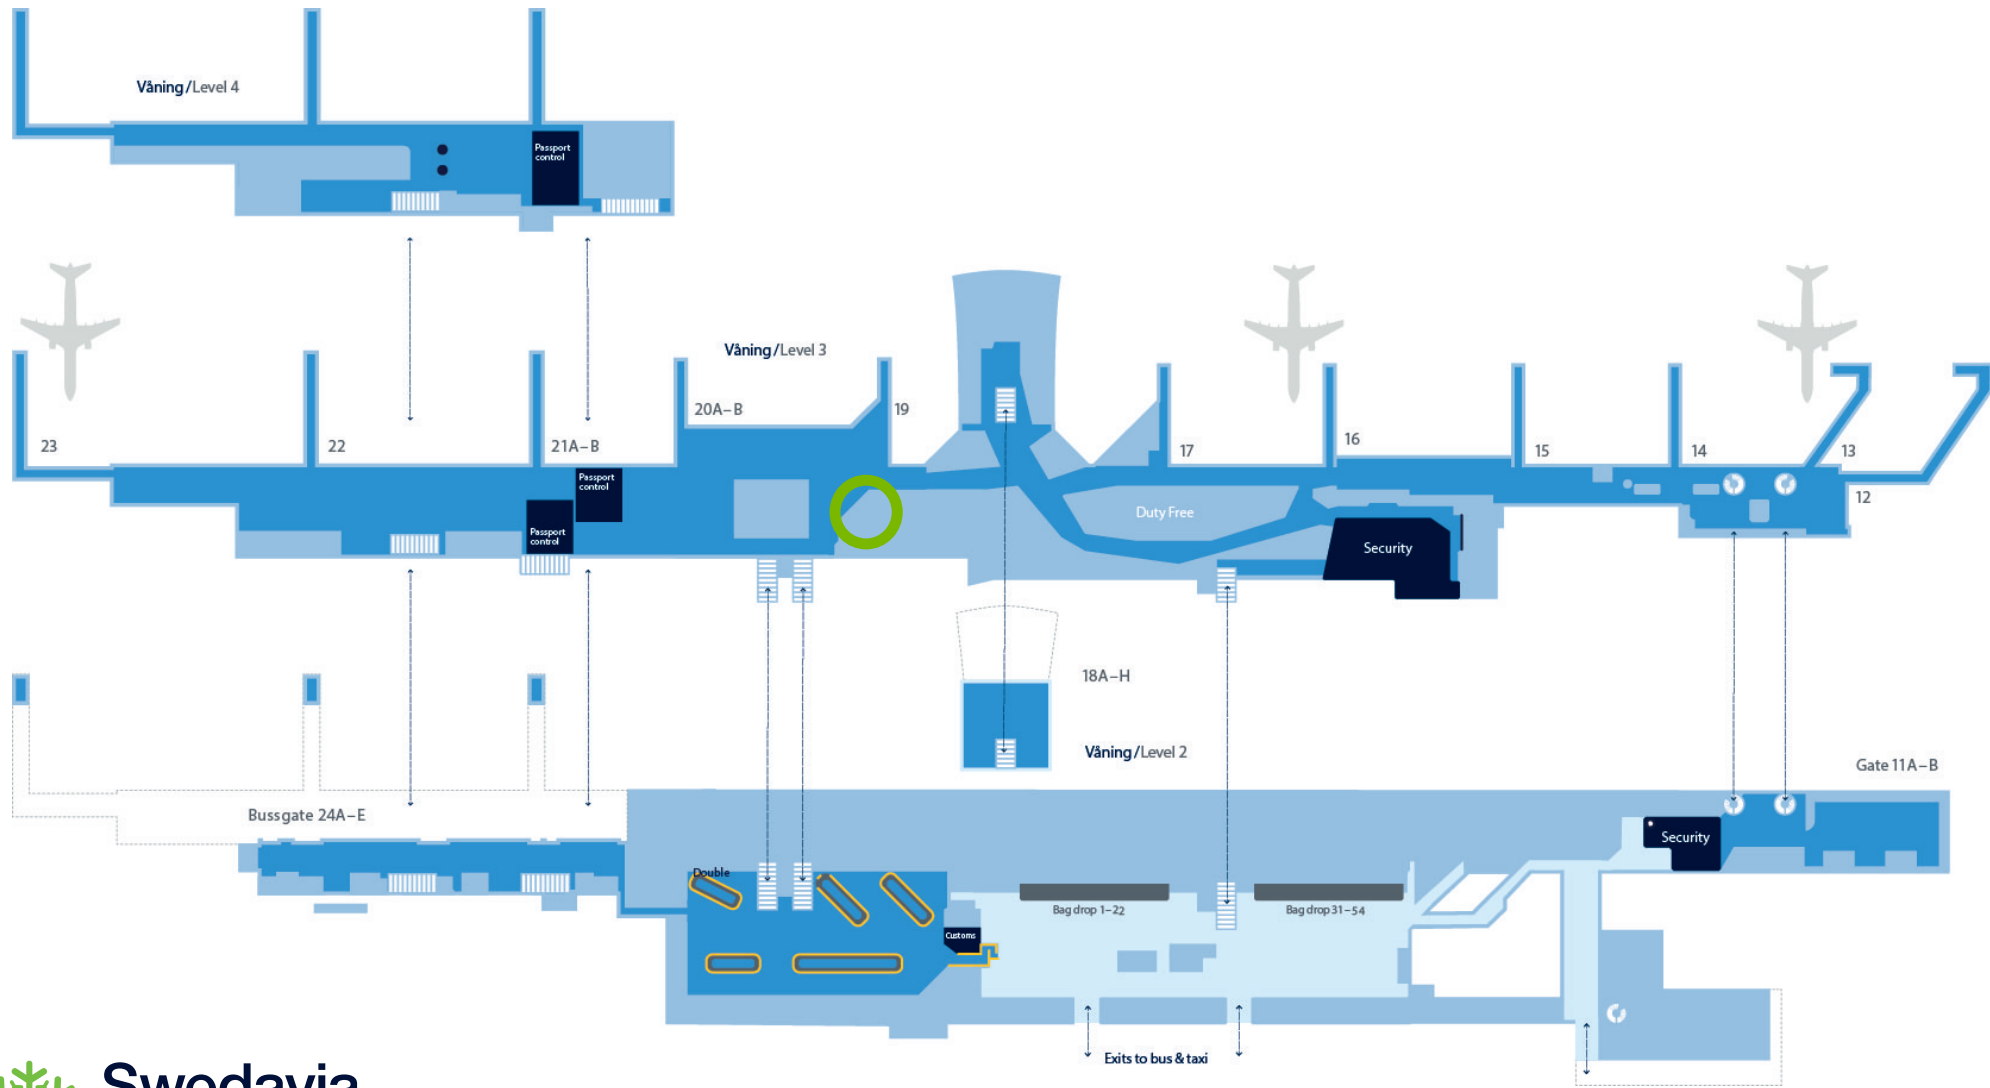 Våning/Level 4
Passport
control
Våning/Level 3
20A–B
19
23
22
21A–B
17
16
15
14
13
12
Passport
control
Passport
control
Duty Free
Security
18A–H
Våning/Level 2
Gate 11A–B
Bussgate 24A–E
Security
Double
Bag drop 1–22
Bag drop 31–54
Customs
Exits to bus & taxi
Swedavia